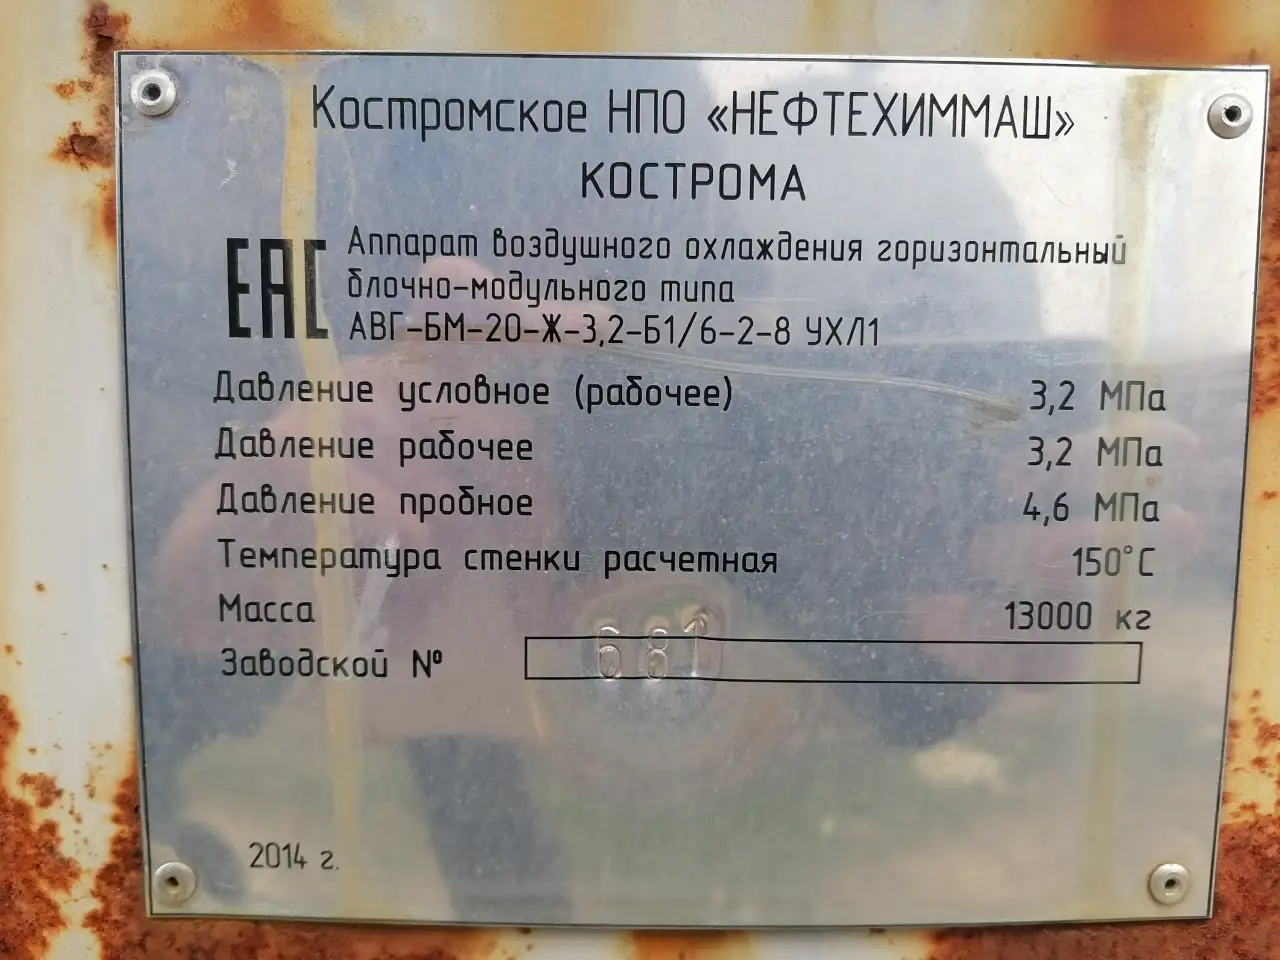 Костромское НПО «НЕФТЕХИММАШ»
КОСТРОМА
ЕАС
Аппарат воздушного охлаждения горизонтальный
блочно-модульного типа
АВГ-БМ-20-Ж-3,2-Б1/6-2-8 УХЛ1
Давление условное (рабочее) 3,2 МПа
Давление рабочее 3,2 МПа
Давление пробное 4,6 МПа
Температура стенки расчетная 150°С
Масса 13000 кг
Заводской № 681
2014 г.